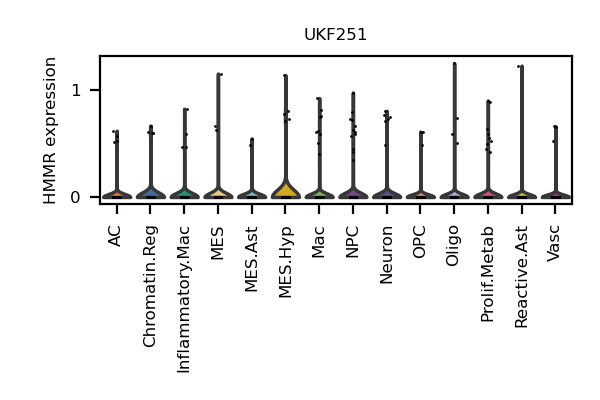 UKF251
HMMR expression
1
0
AC
Chromatin.Reg
Inflammatory.Mac
MES
MES.Ast
MES.Hyp
Mac
NPC
Neuron
OPC
Oligo
Prolif.Metab
Reactive.Ast
Vasc